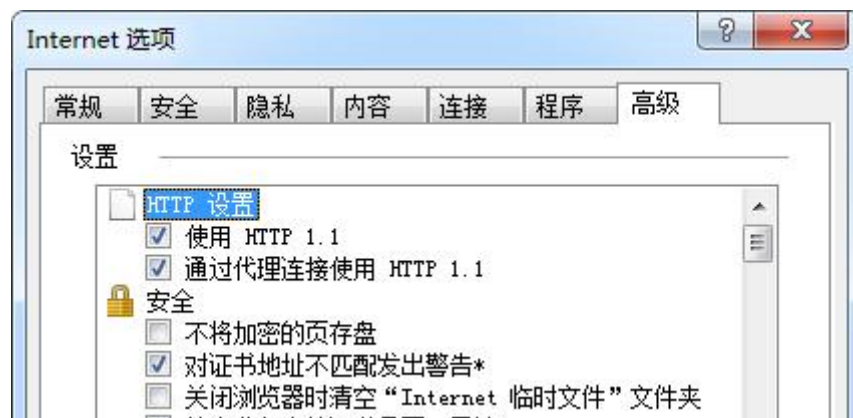 Internet 选项
常规 安全 隐私 内容 连接 程序 高级
设置
HTTP 设置
使用 HTTP 1.1
通过代理连接使用 HTTP 1.1
安全
不将加密的页存盘
对证书地址不匹配发出警告*
关闭浏览器时清空“Internet 临时文件”文件夹